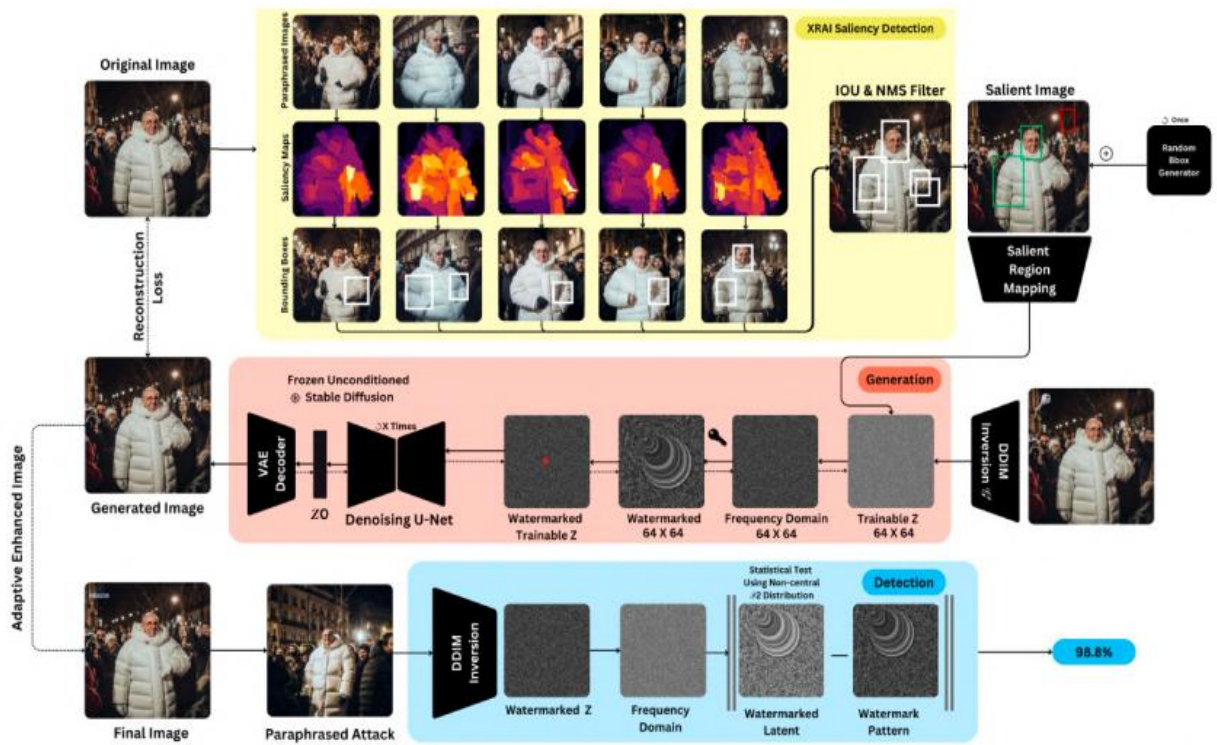 XRAI Saliency Detection
Original Image
Paraphrased Images
Saliency Maps
Bounding Boxes
IOU & NMS Filter
Salient Image
Once
Random
Bbox
Generator
Salient
Region
Mapping
Reconstruction
Loss
Generation
Frozen Unconditioned
Stable Diffusion
X Times
VAE
Decoder
Z0
Denoising U-Net
Watermarked
Trainable Z
Watermarked
64 X 64
Frequency Domain
64 X 64
Trainable Z
64 X 64
DDIM
Inversion
Generated Image
Adaptive Enhanced Image
Detection
Statistical Test
Using Non-central
𝒳2 Distribution
DDIM
Inversion
Watermarked Z
Frequency
Domain
Watermarked
Latent
Watermark
Pattern
98.8%
Final Image
Paraphrased Attack